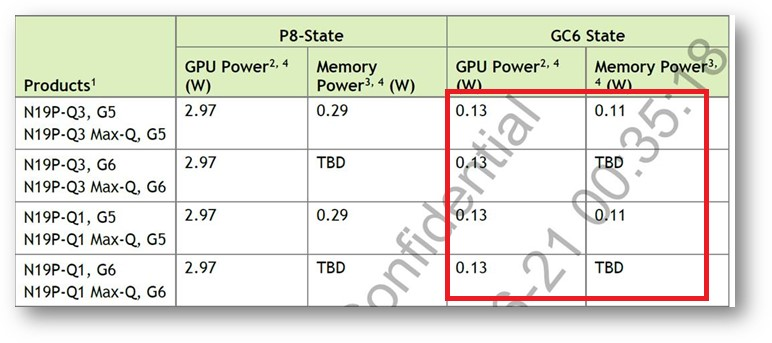 P8-State GC6 State
Products1 GPU Power2, 4 (W) Memory Power3, 4 (W) GPU Power2, 4 (W) Memory Power3, 4 (W)
N19P-Q3, G5 2.97 0.29 0.13 0.11
N19P-Q3 Max-Q, G5
N19P-Q3, G6 2.97 TBD 0.13 TBD
N19P-Q3 Max-Q, G6
N19P-Q1, G5 2.97 0.29 0.13 0.11
N19P-Q1 Max-Q, G5
N19P-Q1, G6 2.97 TBD 0.13 TBD
N19P-Q1 Max-Q, G6
Confidential
6-21 00:35:18